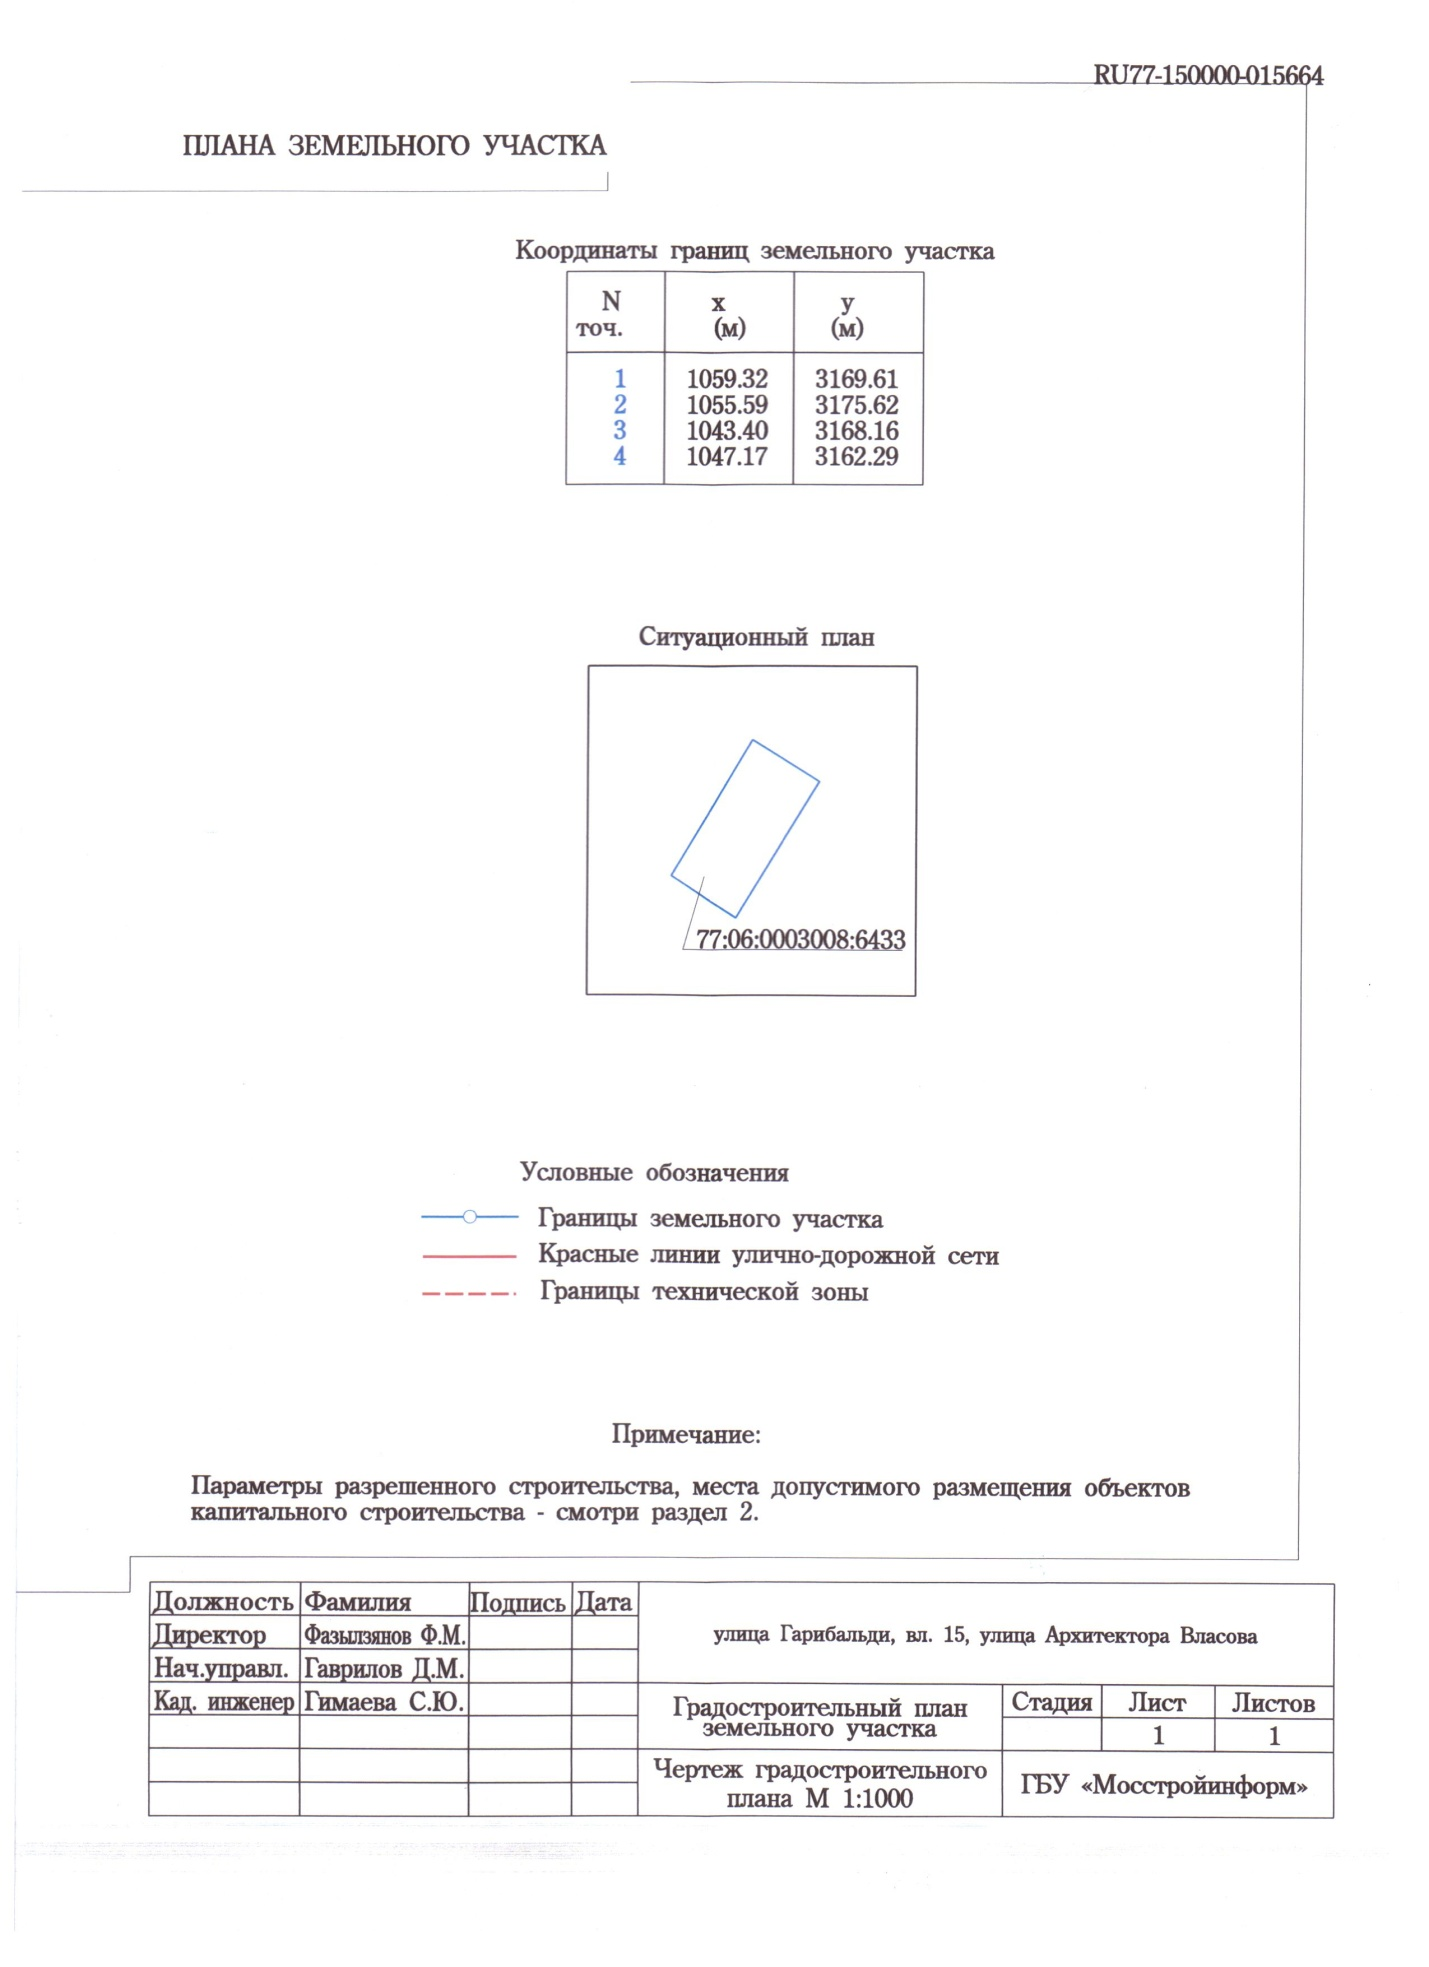 RU77-150000-015664
ПЛАНА ЗЕМЕЛЬНОГО УЧАСТКА
Координаты границ земельного участка
N точ. x (м) y (м)
1 1059.32 3169.61
2 1055.59 3175.62
3 1043.40 3168.16
4 1047.17 3162.29
Ситуационный план
77:06:0003008:6433
Условные обозначения
Границы земельного участка
Красные линии улично-дорожной сети
Границы технической зоны
Примечание:
Параметры разрешенного строительства, места допустимого размещения объектов
капитального строительства - смотри раздел 2.
Должность Фамилия Подпись Дата
Директор Фазылзянов Ф.М.
Нач.управл. Гаврилов Д.М.
Кад. инженер Гимаева С.Ю.
улица Гарибальди, вл. 15, улица Архитектора Власова
Градостроительный план
земельного участка
Стадия Лист Листов
1 1
Чертеж градостроительного
плана М 1:1000
ГБУ «Мосстройинформ»